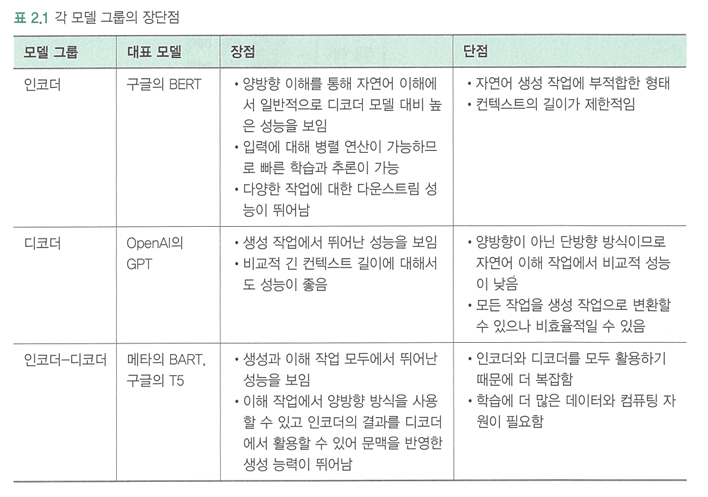 표 2.1 각 모델 그룹의 장단점
모델 그룹 대표 모델 장점 단점
인코더
구글의 BERT
• 양방향 이해를 통해 자연어 이해에
서 일반적으로 디코더 모델 대비 높
은 성능을 보임
• 입력에 대해 병렬 연산이 가능하므
로 빠른 학습과 추론이 가능
• 다양한 작업에 대한 다운스트림 성
능이 뛰어남
• 자연어 생성 작업에 부적합한 형태
• 컨텍스트의 길이가 제한적임
디코더
OpenAI의
GPT
• 생성 작업에서 뛰어난 성능을 보임
• 비교적 긴 컨텍스트 길이에 대해서
도 성능이 좋음
• 양방향이 아닌 단방향 방식이므로
자연어 이해 작업에서 비교적 성능
이 낮음
• 모든 작업을 생성 작업으로 변환할
수 있으나 비효율적일 수 있음
인코더-디코더
메타의 BART,
구글의 T5
• 생성과 이해 작업 모두에서 뛰어난
성능을 보임
• 이해 작업에서 양방향 방식을 사용
할 수 있고 인코더의 결과를 디코더
에서 활용할 수 있어 문맥을 반영한
생성 능력이 뛰어남
• 인코더와 디코더를 모두 활용하기
때문에 더 복잡함
• 학습에 더 많은 데이터와 컴퓨팅 자
원이 필요함